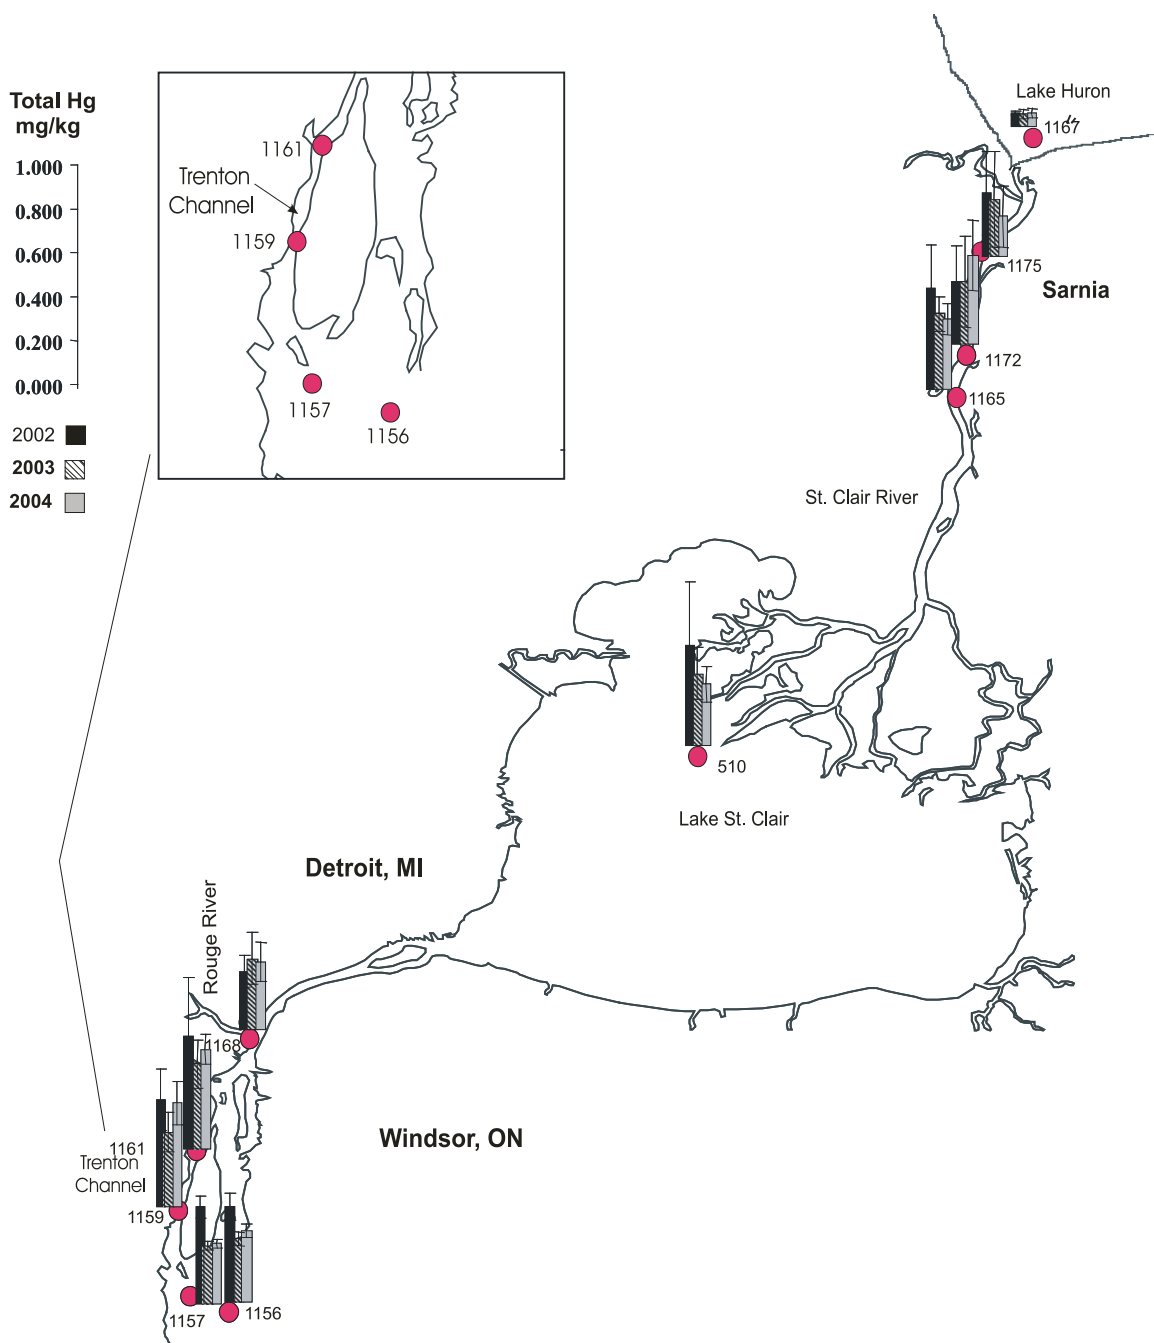 Total Hg
mg/kg
1.000
0.800
0.600
0.400
0.200
0.000
2002
2003
2004
1161
Trenton
Channel
1159
1157
1156
Lake Huron
1167
1175
Sarnia
1172
1165
St. Clair River
510
Lake St. Clair
Detroit, MI
Rouge River
1168
Windsor, ON
1161
Trenton
Channel
1159
1157
1156